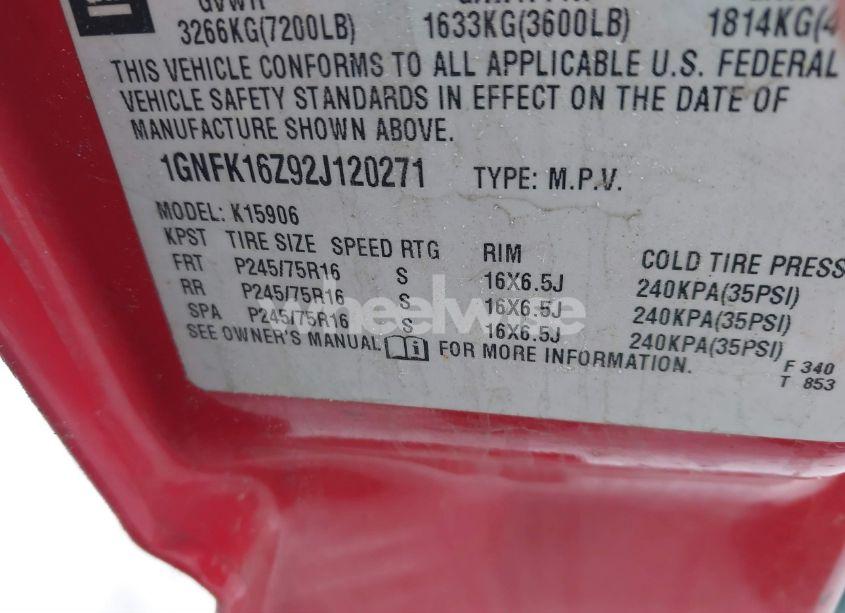 3266KG(7200LB) 1633KG(3600LB) 1814KG(4
THIS VEHICLE CONFORMS TO ALL APPLICABLE U.S. FEDERAL
VEHICLE SAFETY STANDARDS IN EFFECT ON THE DATE OF
MANUFACTURE SHOWN ABOVE.
1GNFK16Z92J120271 TYPE: M.P.V.
MODEL: K15906
KPST TIRE SIZE SPEED RTG RIM COLD TIRE PRESS
FRT P245/75R16 S 16X6.5J 240KPA(35PSI)
RR P245/75R16 S 16X6.5J 240KPA(35PSI)
SPA P245/75R16 S 16X6.5J 240KPA(35PSI)
SEE OWNER'S MANUAL i FOR MORE INFORMATION.
F 340
T 853
wheelwise